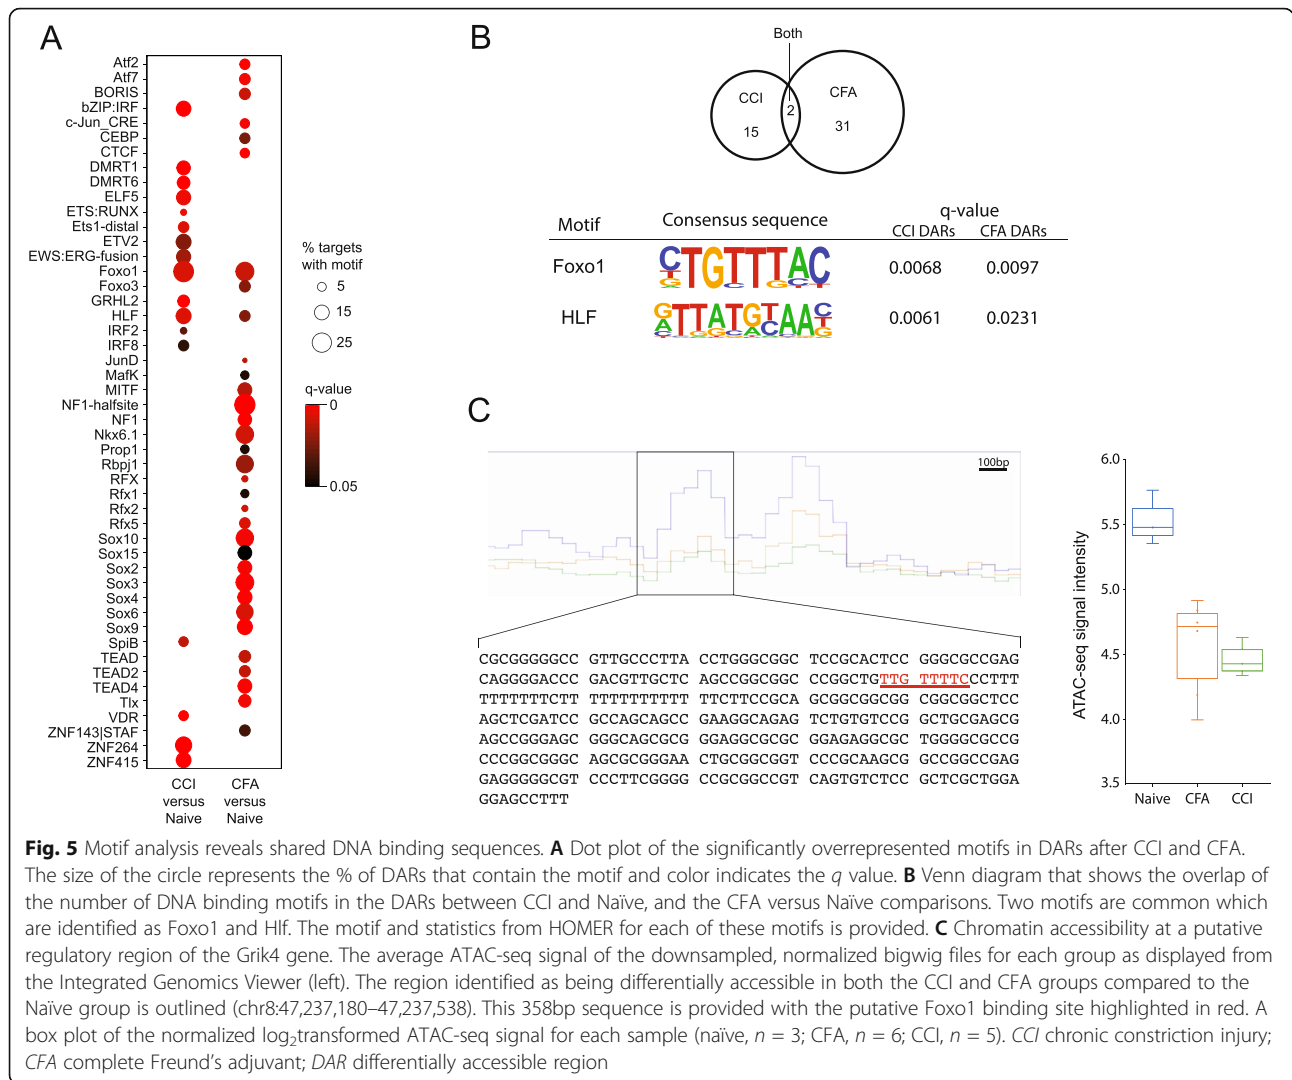 A
Atf2
Atf7
BORIS
bZIP:IRF
c-Jun_CRE
CEBP
CTCF
DMRT1
DMRT6
ELF5
ETS:RUNX
Ets1-distal
ETV2
EWS:ERG-fusion
Foxo1
Foxo3
GRHL2
HLF
IRF2
IRF8
JunD
MafK
MITF
NF1-halfsite
NF1
Nkx6.1
Prop1
Rbpj1
RFX
Rfx1
Rfx2
Rfx5
Sox10
Sox15
Sox2
Sox3
Sox4
Sox6
Sox9
SpiB
TEAD
TEAD2
TEAD4
Tlx
VDR
ZNF143|STAF
ZNF264
ZNF415
CCI
versus
Naive
CFA
versus
Naive
% targets
with motif
5
15
25
q-value
0
0.05
B
Both
CCI
CFA
15
2
31
q-value
Motif Consensus sequence CCI DARs CFA DARs
Foxo1 CTGTTTAC 0.0068 0.0097
HLF GTTATGTAAC 0.0061 0.0231
C
100bp
CGCGGGGGCC GTTGCCCTTA CCTGGGCGGC TCCGCACTCC GGGCGCCGAG
CAGGGGACCC GACGTTGCTC AGCCGGCGGC CCGGCTGTTG TTTTCCCTTT
TTTTTTTCTT TTTTTTTTTT TTCTTCCGCA GCGGCGGCGG CGGCGGCTCC
AGCTCGATCC GCCAGCAGCC GAAGGCAGAG TCTGTGTCCG GCTGCGAGCG
AGCCGGGAGC GGGCAGCGCG GGAGGCGCGC GGAGAGGCGC TGGGGCGCCG
CCCGGCGGGC AGCGCGGGAA CTGCGGCGGT CCCGCAAGCG GCCGGCCGAG
GAGGGGGCGT CCCTTCGGGG CCGCGGCCGT CAGTGTCTCC GCTCGCTGGA
GGAGCCTTT
ATAC-seq signal intensity
6.0
5.5
5.0
4.5
4.0
3.5
Naive CFA CCI
Fig. 5 Motif analysis reveals shared DNA binding sequences. A Dot plot of the significantly overrepresented motifs in DARs after CCI and CFA.
The size of the circle represents the % of DARs that contain the motif and color indicates the q value. B Venn diagram that shows the overlap of
the number of DNA binding motifs in the DARs between CCI and Naïve, and the CFA versus Naïve comparisons. Two motifs are common which
are identified as Foxo1 and Hlf. The motif and statistics from HOMER for each of these motifs is provided. C Chromatin accessibility at a putative
regulatory region of the Grik4 gene. The average ATAC-seq signal of the downsampled, normalized bigwig files for each group as displayed from
the Integrated Genomics Viewer (left). The region identified as being differentially accessible in both the CCI and CFA groups compared to the
Naïve group is outlined (chr8:47,237,180–47,237,538). This 358bp sequence is provided with the putative Foxo1 binding site highlighted in red. A
box plot of the normalized log2transformed ATAC-seq signal for each sample (naïve, n = 3; CFA, n = 6; CCI, n = 5). CCI chronic constriction injury;
CFA complete Freund's adjuvant; DAR differentially accessible region